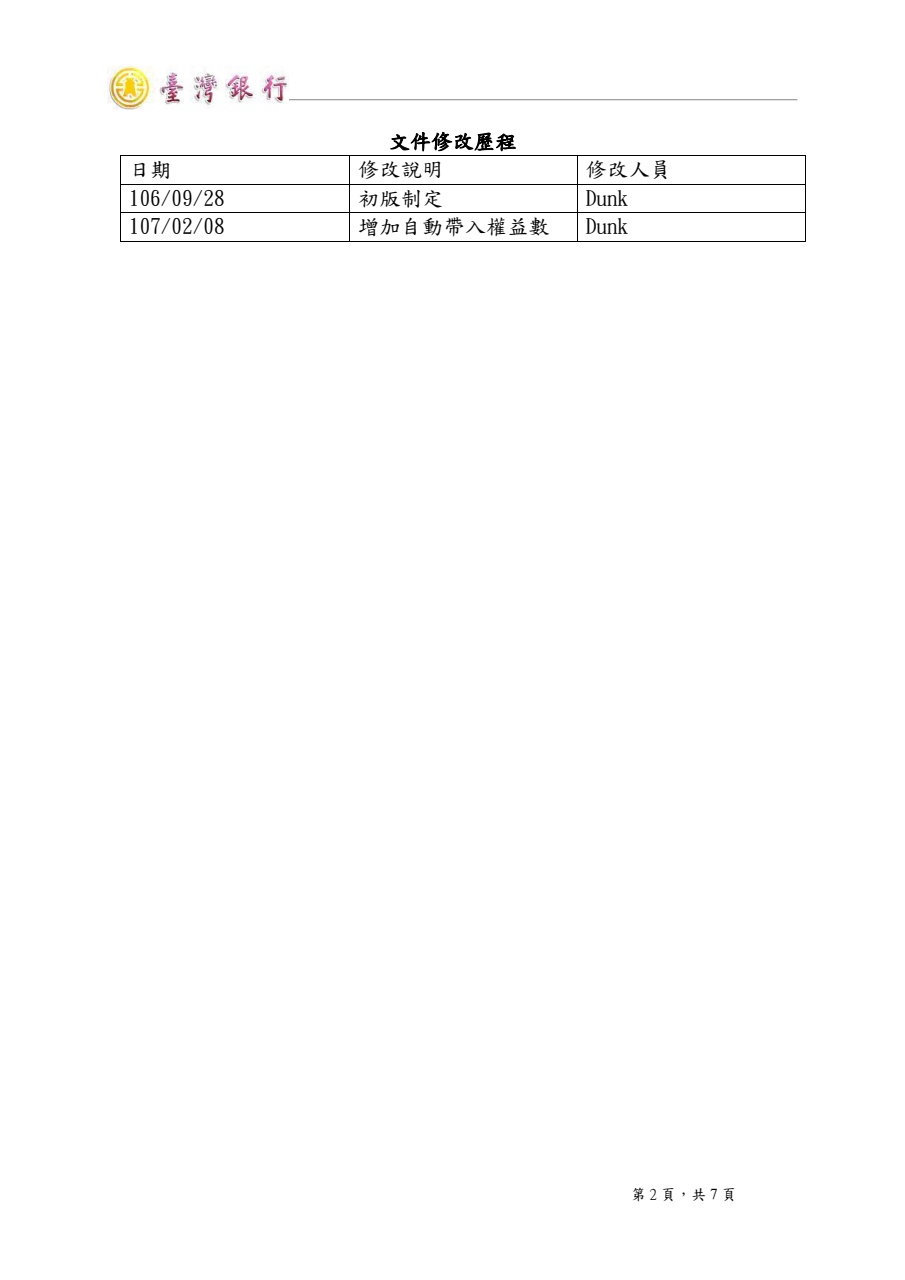 臺灣銀行
文件修改歷程
日期 修改說明 修改人員
106/09/28 初版制定 Dunk
107/02/08 增加自動帶入權益數 Dunk
第 2 頁，共 7 頁